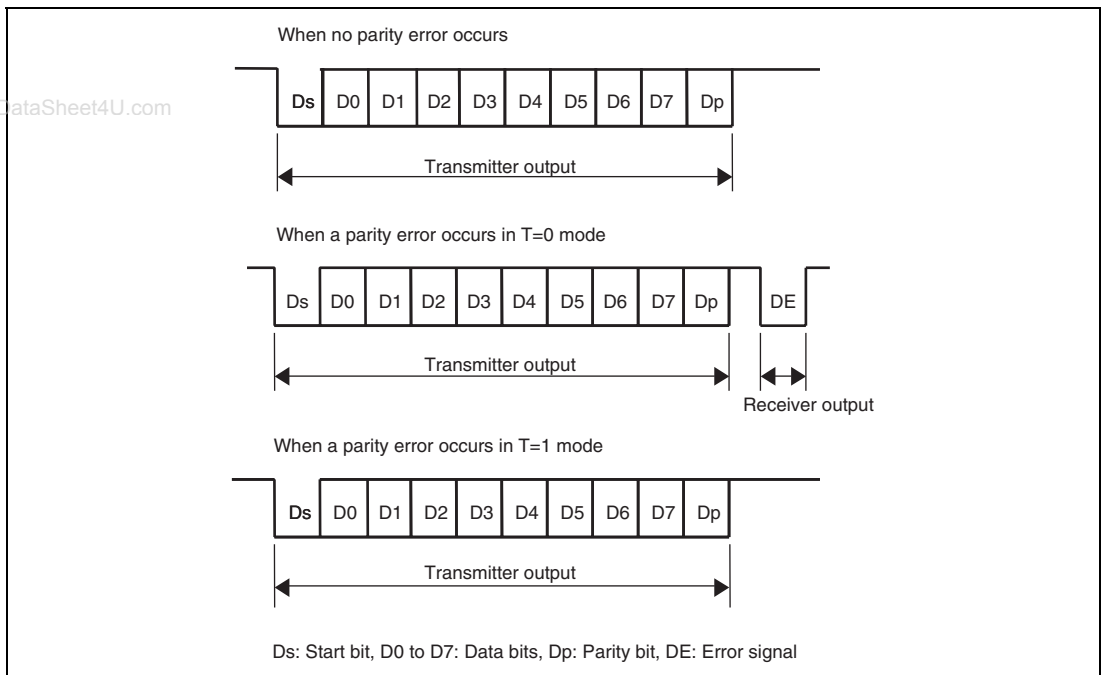 When no parity error occurs
DataSheet4U.com
Ds D0 D1 D2 D3 D4 D5 D6 D7 Dp
Transmitter output
When a parity error occurs in T=0 mode
Ds D0 D1 D2 D3 D4 D5 D6 D7 Dp DE
Transmitter output
Receiver output
When a parity error occurs in T=1 mode
Ds D0 D1 D2 D3 D4 D5 D6 D7 Dp
Transmitter output
Ds: Start bit, D0 to D7: Data bits, Dp: Parity bit, DE: Error signal